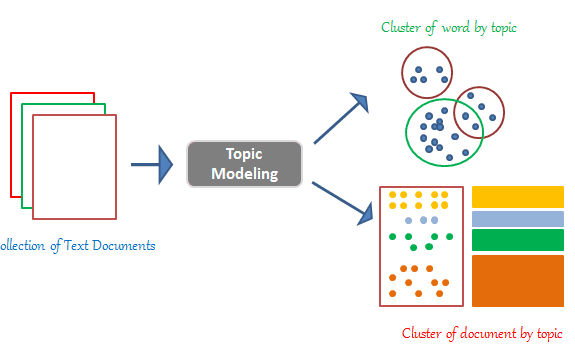 Cluster of word by topic
Topic
Modeling
ollection of Text Documents
Cluster of document by topic